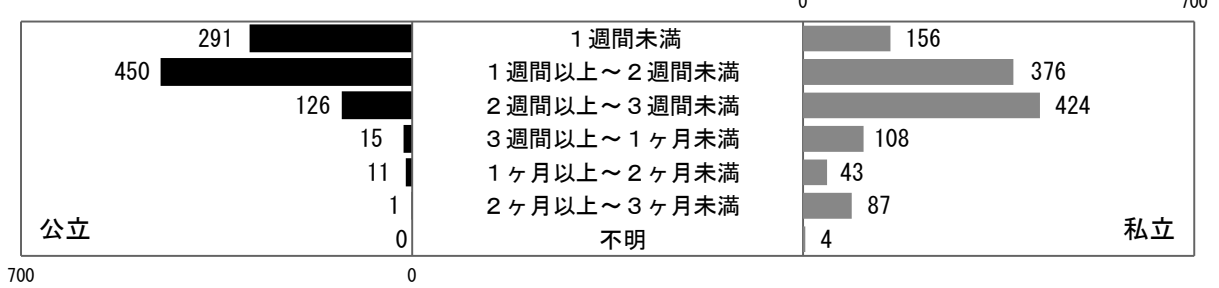 0 700
291 １週間未満 156
450 １週間以上～２週間未満 376
126 ２週間以上～３週間未満 424
15 ３週間以上～１ヶ月未満 108
11 １ヶ月以上～２ヶ月未満 43
1 ２ヶ月以上～３ヶ月未満 87
公立 0 不明 4 私立
700 0